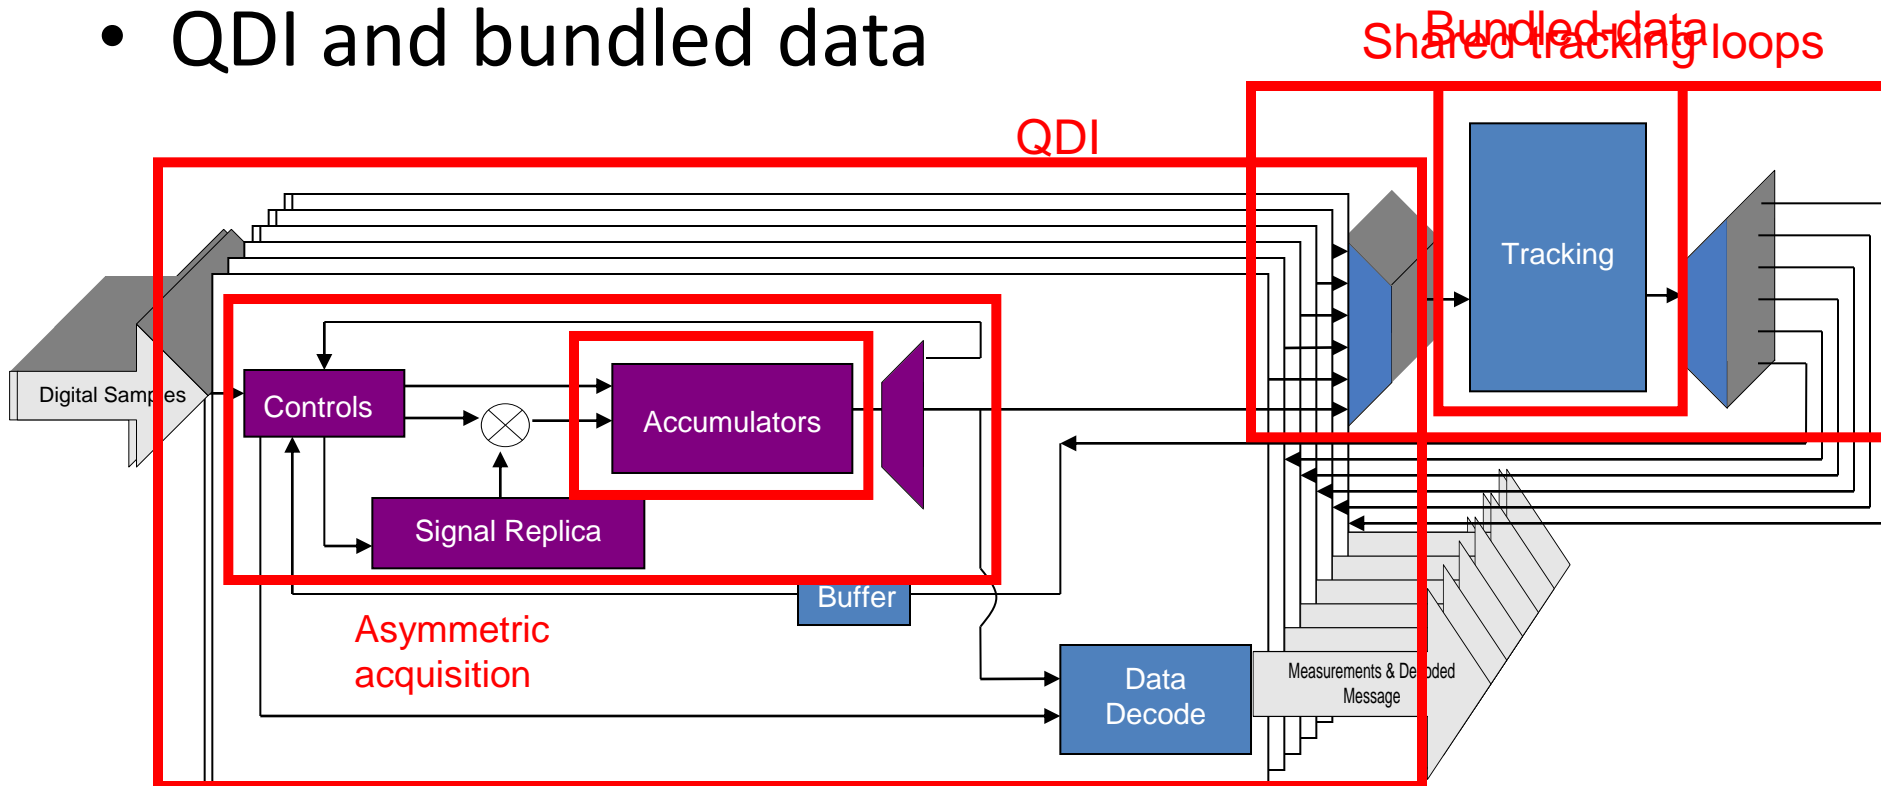 • QDI and bundled data
Bundled-data
Shared tracking loops
QDI
Tracking
Digital Samples
Controls
Accumulators
Signal Replica
Buffer
Asymmetric
acquisition
Data
Decode
Measurements & Decoded
Message